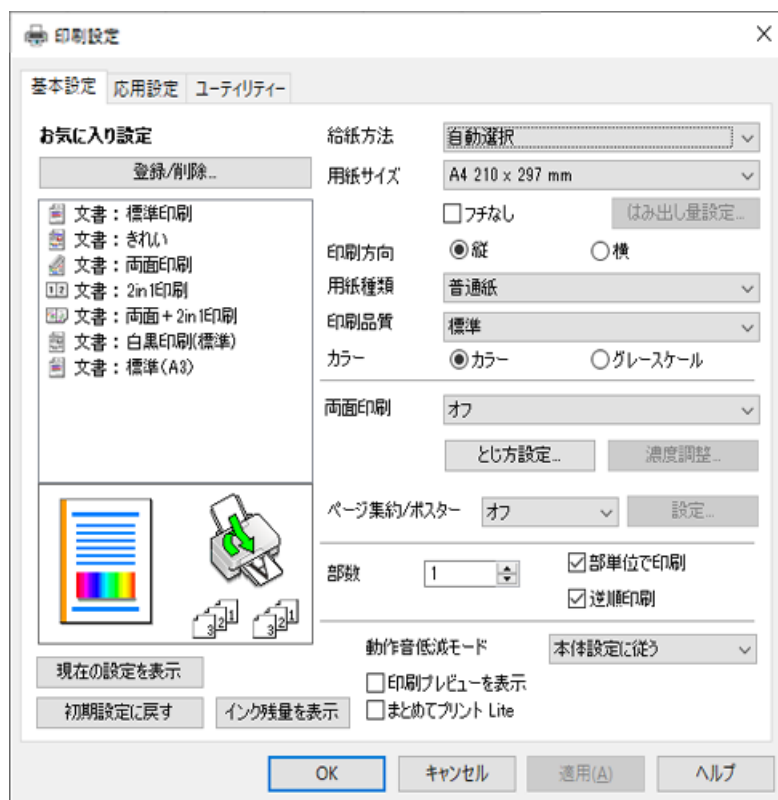 印刷設定
基本設定 応用設定 ユーティリティー
お気に入り設定
登録/削除...
文書：標準印刷
文書：きれい
文書：両面印刷
1 2 文書：2in1印刷
文書：両面＋2in1印刷
文書：白黒印刷(標準)
文書：標準(A3)
3 2 1 3 2 1
現在の設定を表示
初期設定に戻す インク残量を表示
給紙方法 自動選択
用紙サイズ A4 210 x 297 mm
フチなし はみ出し量設定...
印刷方向 縦 横
用紙種類 普通紙
印刷品質 標準
カラー カラー グレースケール
両面印刷 オフ
とじ方設定... 濃度調整...
ページ集約/ポスター オフ 設定...
部数 1 部単位で印刷
逆順印刷
動作音低減モード 本体設定に従う
印刷プレビューを表示
まとめてプリント Lite
OK キャンセル 適用(A) ヘルプ